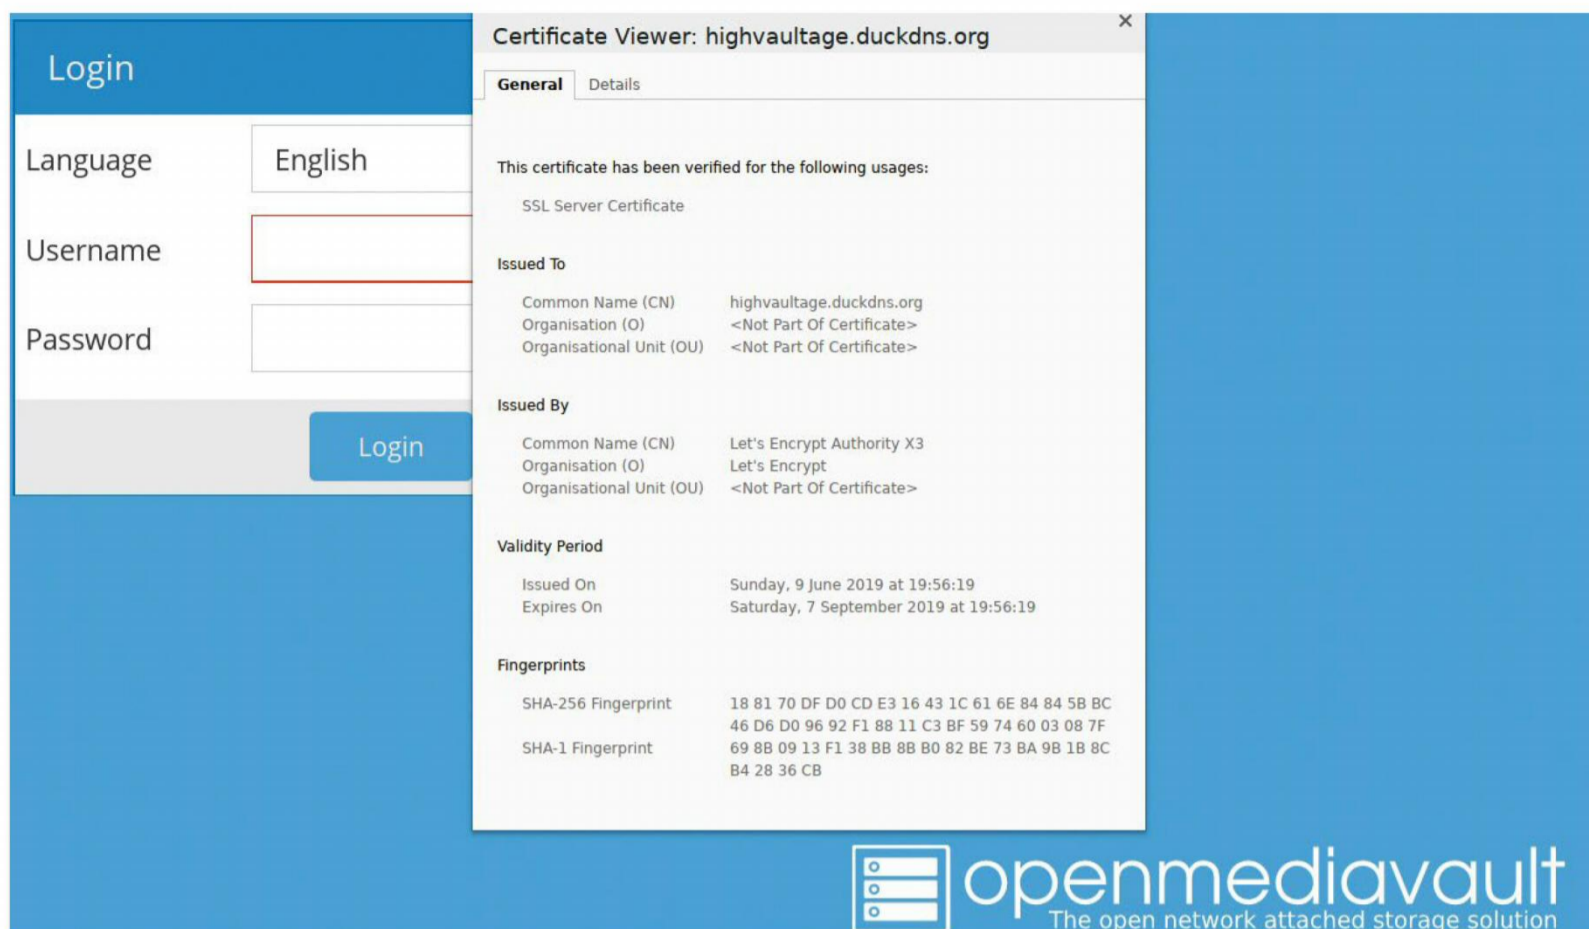 Login
Language English
Username
Password
Login
Certificate Viewer: highvaultage.duckdns.org ×
General Details
This certificate has been verified for the following usages:
SSL Server Certificate
Issued To
Common Name (CN) highvaultage.duckdns.org
Organisation (O) <Not Part Of Certificate>
Organisational Unit (OU) <Not Part Of Certificate>
Issued By
Common Name (CN) Let's Encrypt Authority X3
Organisation (O) Let's Encrypt
Organisational Unit (OU) <Not Part Of Certificate>
Validity Period
Issued On Sunday, 9 June 2019 at 19:56:19
Expires On Saturday, 7 September 2019 at 19:56:19
Fingerprints
SHA-256 Fingerprint 18 81 70 DF D0 CD E3 16 43 1C 61 6E 84 84 5B BC
46 D6 D0 96 92 F1 88 11 C3 BF 59 74 60 03 08 7F
SHA-1 Fingerprint 69 8B 09 13 F1 38 BB 8B B0 82 BE 73 BA 9B 1B 8C
B4 28 36 CB
openmediavault
The open network attached storage solution